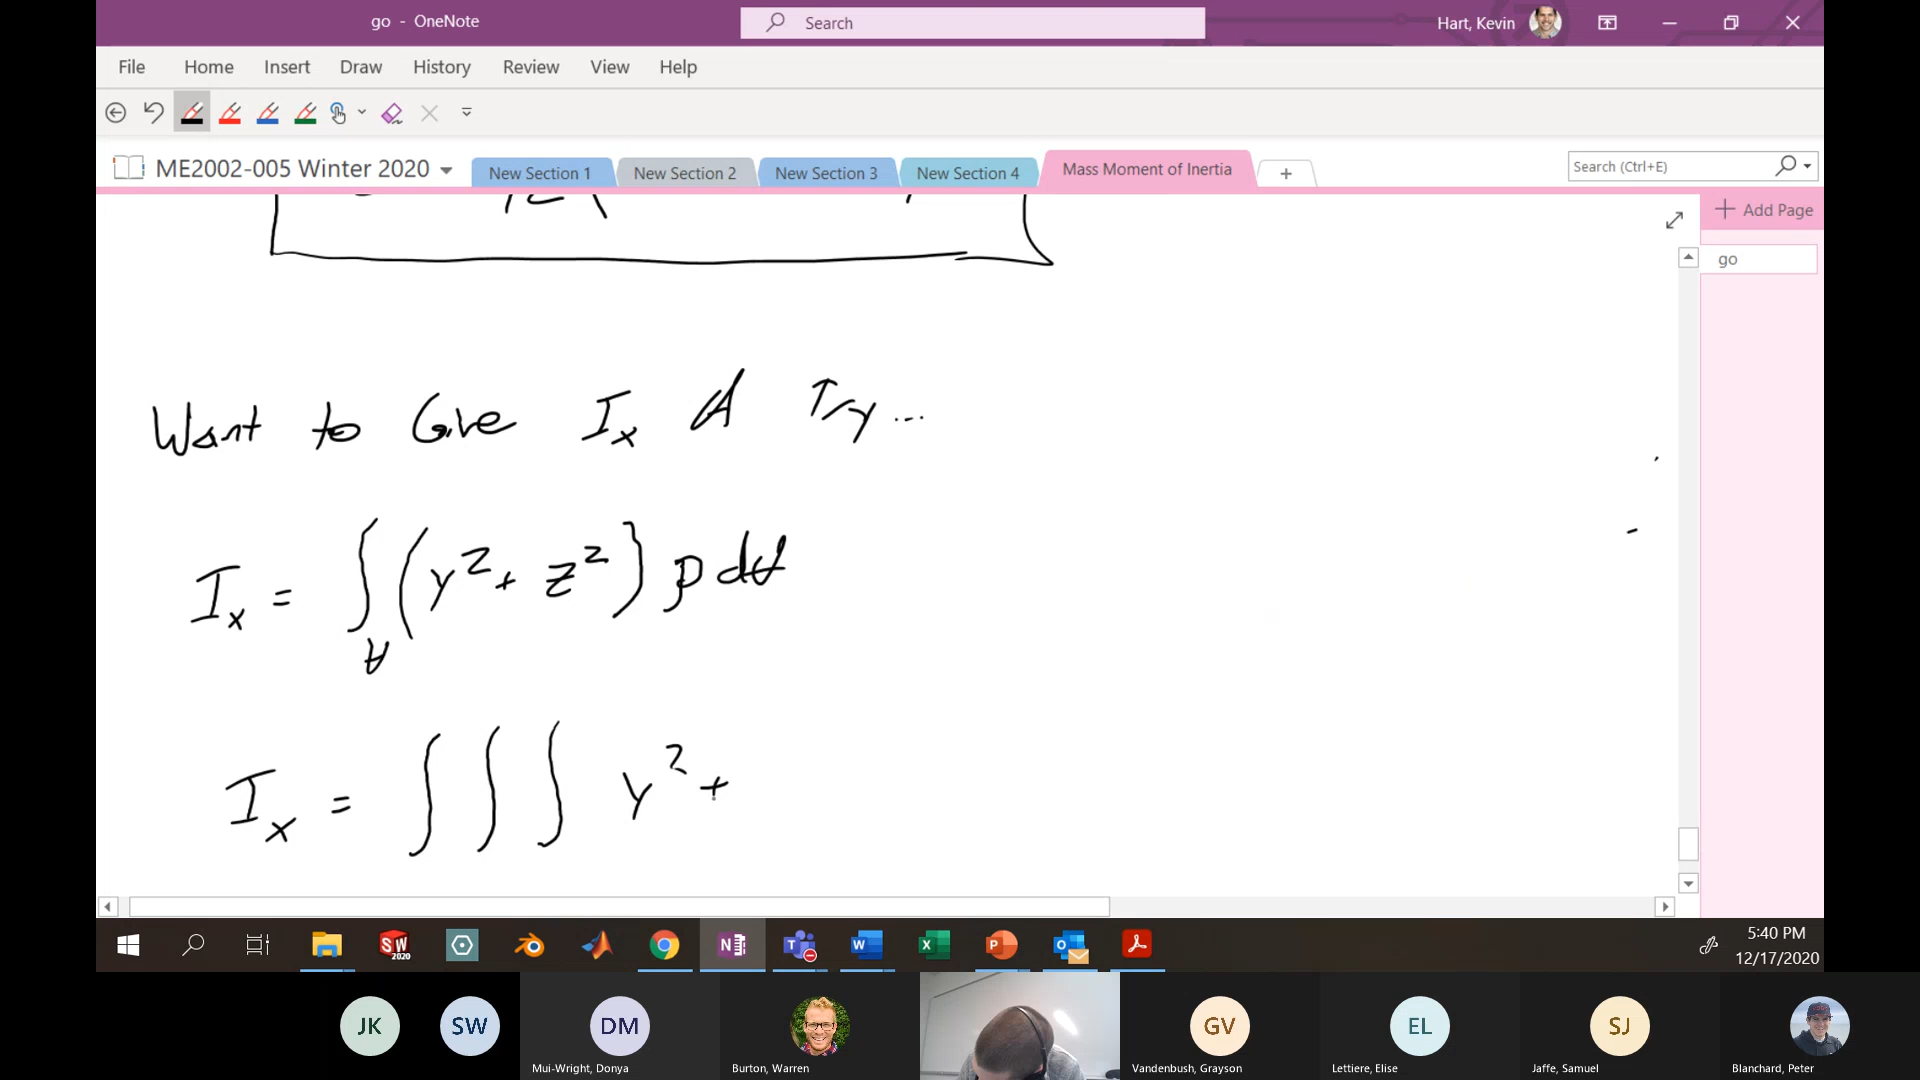 go - OneNote
Search
Hart, Kevin
File Home Insert Draw History Review View Help
ME2002-005 Winter 2020
New Section 1
New Section 2
New Section 3
New Section 4
Mass Moment of Inertia
+
Search (Ctrl+E)
+ Add Page
go
Want to Give Iₓ A Try...
Iₓ = ∫ (y² + z²) ρ dV
V
Iₓ = ∫ ∫ ∫ y² +
SW
2020
N
T
W
X
P
O
5:40 PM
12/17/2020
JK
SW
DM
GV
EL
SJ
Mui-Wright, Donya
Burton, Warren
Vandenbush, Grayson
Lettiere, Elise
Jaffe, Samuel
Blanchard, Peter